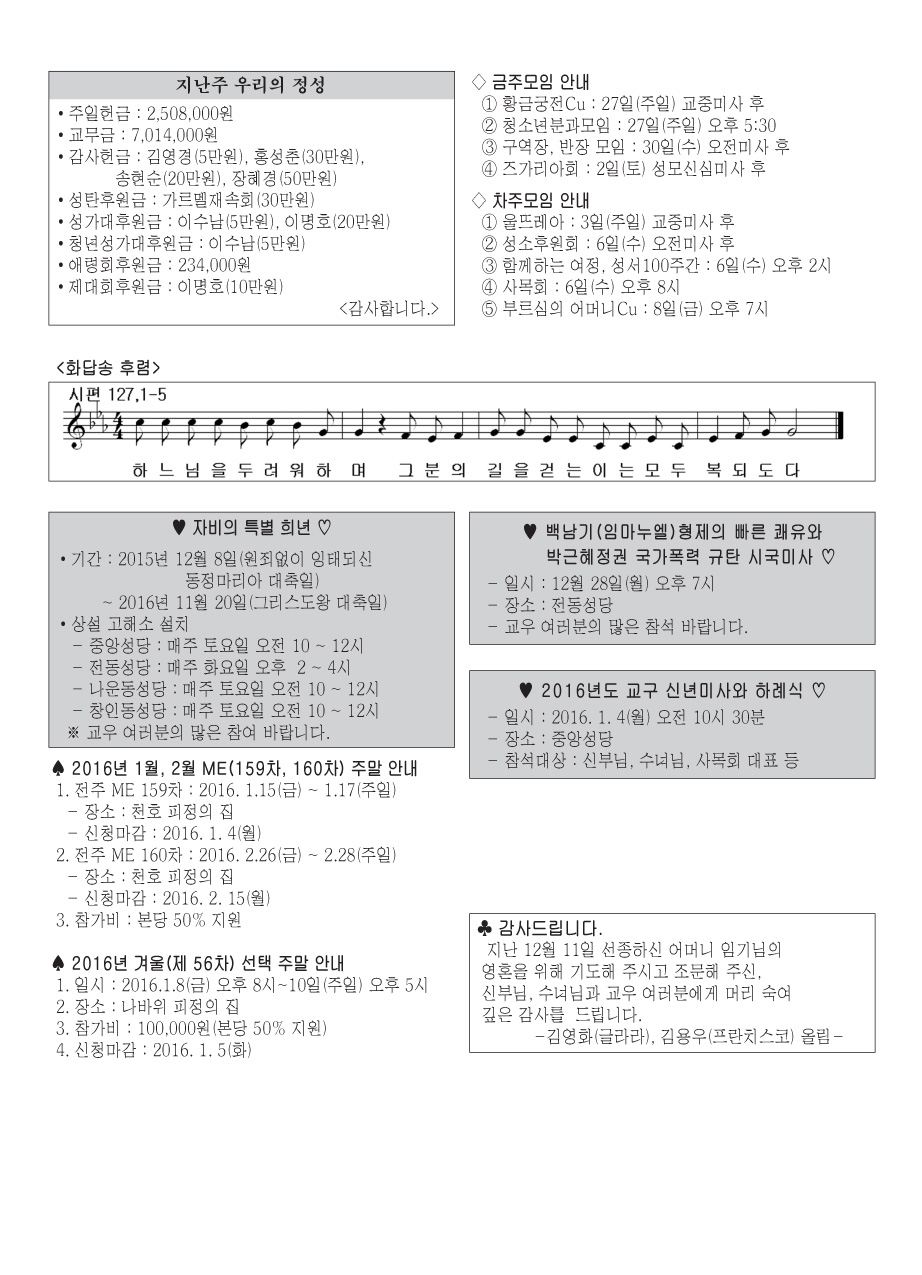 지난주 우리의 정성
• 주일헌금 : 2,508,000원
• 교무금 : 7,014,000원
• 감사헌금 : 김영경(5만원), 홍성춘(30만원),
송현순(20만원), 장혜경(50만원)
• 성탄후원금 : 가르멜재속회(30만원)
• 성가대후원금 : 이수남(5만원), 이명호(20만원)
• 청년성가대후원금 : 이수남(5만원)
• 애령회후원금 : 234,000원
• 제대회후원금 : 이명호(10만원)
<감사합니다.>
◇ 금주모임 안내
① 황금궁전Cu : 27일(주일) 교중미사 후
② 청소년분과모임 : 27일(주일) 오후 5:30
③ 구역장, 반장 모임 : 30일(수) 오전미사 후
④ 즈가리아회 : 2일(토) 성모신심미사 후
◇ 차주모임 안내
① 울뜨레아 : 3일(주일) 교중미사 후
② 성소후원회 : 6일(수) 오전미사 후
③ 함께하는 여정, 성서100주간 : 6일(수) 오후 2시
④ 사목회 : 6일(수) 오후 8시
⑤ 부르심의 어머니Cu : 8일(금) 오후 7시
<화답송 후렴>
시편 127,1-5
하 느 님 을 두 려 워 하 며 그 분 의 길 을 걷 는 이 는 모 두 복 되 도 다
♥ 자비의 특별 희년 ♡
• 기간 : 2015년 12월 8일(원죄없이 잉태되신
동정마리아 대축일)
~ 2016년 11월 20일(그리스도왕 대축일)
• 상설 고해소 설치
- 중앙성당 : 매주 토요일 오전 10 ~ 12시
- 전동성당 : 매주 화요일 오후 2 ~ 4시
- 나운동성당 : 매주 토요일 오전 10 ~ 12시
- 창인동성당 : 매주 토요일 오전 10 ~ 12시
※ 교우 여러분의 많은 참여 바랍니다.
♠ 2016년 1월, 2월 ME(159차, 160차) 주말 안내
1. 전주 ME 159차 : 2016. 1.15(금) ~ 1.17(주일)
- 장소 : 천호 피정의 집
- 신청마감 : 2016. 1. 4(월)
2. 전주 ME 160차 : 2016. 2.26(금) ~ 2.28(주일)
- 장소 : 천호 피정의 집
- 신청마감 : 2016. 2. 15(월)
3. 참가비 : 본당 50% 지원
♠ 2016년 겨울(제 56차) 선택 주말 안내
1. 일시 : 2016.1.8(금) 오후 8시~10일(주일) 오후 5시
2. 장소 : 나바위 피정의 집
3. 참가비 : 100,000원(본당 50% 지원)
4. 신청마감 : 2016. 1. 5(화)
♥ 백남기(임마누엘)형제의 빠른 쾌유와
박근혜정권 국가폭력 규탄 시국미사 ♡
- 일시 : 12월 28일(월) 오후 7시
- 장소 : 전동성당
- 교우 여러분의 많은 참석 바랍니다.
♥ 2016년도 교구 신년미사와 하례식 ♡
- 일시 : 2016. 1. 4(월) 오전 10시 30분
- 장소 : 중앙성당
- 참석대상 : 신부님, 수녀님, 사목회 대표 등
♣ 감사드립니다.
지난 12월 11일 선종하신 어머니 임기님의
영혼을 위해 기도해 주시고 조문해 주신,
신부님, 수녀님과 교우 여러분에게 머리 숙여
깊은 감사를 드립니다.
-김영화(글라라), 김용우(프란치스코) 올림-